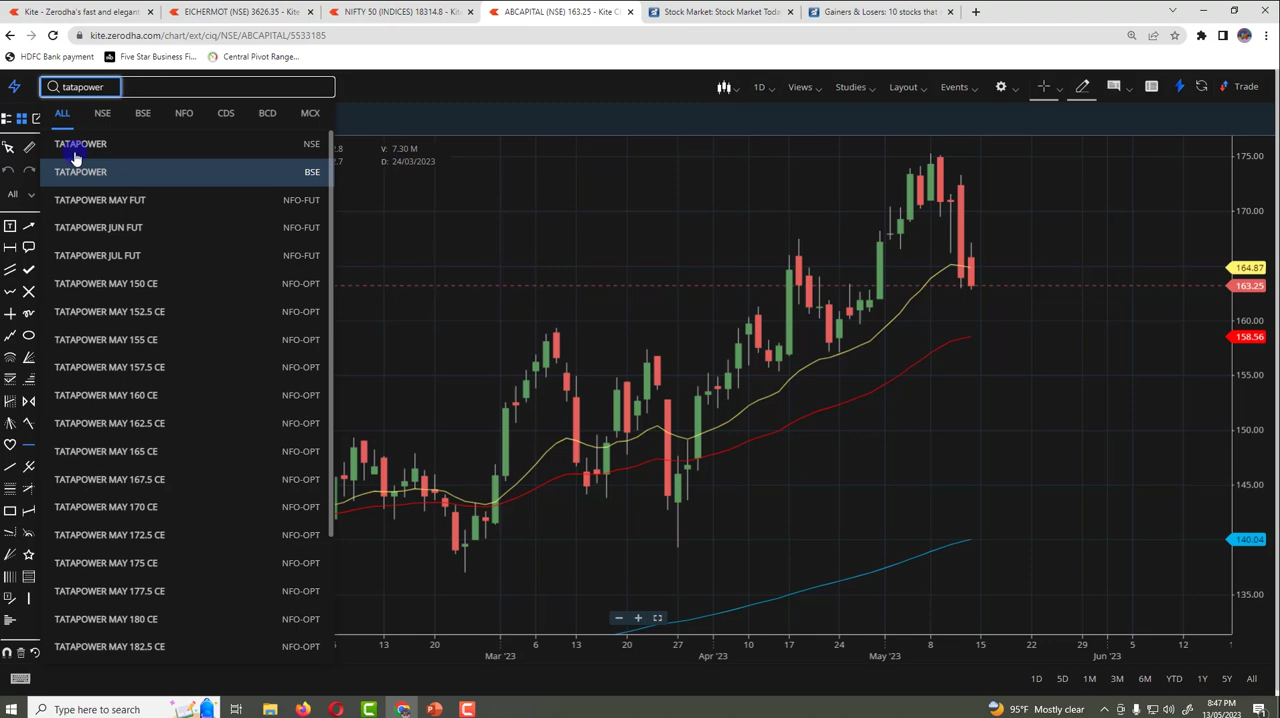 Kite - Zerodha's fast and elegant
EICHERMOT (NSE) 3626.35 - Kite
NIFTY 50 (INDICES) 18314.8 - Kite
ABCAPITAL (NSE) 163.25 - Kite C
Stock Market: Stock Market Toda
Gainers & Losers: 10 stocks that
kite.zerodha.com/chart/ext/ciq/NSE/ABCAPITAL/5533185
HDFC Bank payment
Five Star Business Fi...
Central Pivot Range...
tatapower
1D
Views
Studies
Layout
Events
Trade
ALL NSE BSE NFO CDS BCD MCX
TATAPOWER NSE
TATAPOWER BSE
TATAPOWER MAY FUT NFO-FUT
TATAPOWER JUN FUT NFO-FUT
TATAPOWER JUL FUT NFO-FUT
TATAPOWER MAY 150 CE NFO-OPT
TATAPOWER MAY 152.5 CE NFO-OPT
TATAPOWER MAY 155 CE NFO-OPT
TATAPOWER MAY 157.5 CE NFO-OPT
TATAPOWER MAY 160 CE NFO-OPT
TATAPOWER MAY 162.5 CE NFO-OPT
TATAPOWER MAY 165 CE NFO-OPT
TATAPOWER MAY 167.5 CE NFO-OPT
TATAPOWER MAY 170 CE NFO-OPT
TATAPOWER MAY 172.5 CE NFO-OPT
TATAPOWER MAY 175 CE NFO-OPT
TATAPOWER MAY 177.5 CE NFO-OPT
TATAPOWER MAY 180 CE NFO-OPT
TATAPOWER MAY 182.5 CE NFO-OPT
All
2.8 V: 7.30 M
2.7 D: 24/03/2023
175.00
170.00
164.87
163.25
160.00
158.56
155.00
150.00
145.00
140.04
135.00
13 20 Mar '23 6 13 20 27 Apr '23 10 17 24 May '23 8 15 22 29 Jun '23 5 12 1
1D 5D 1M 3M 6M YTD 1Y 5Y All
Type here to search
95°F Mostly clear
ENG
8:47 PM
13/05/2023